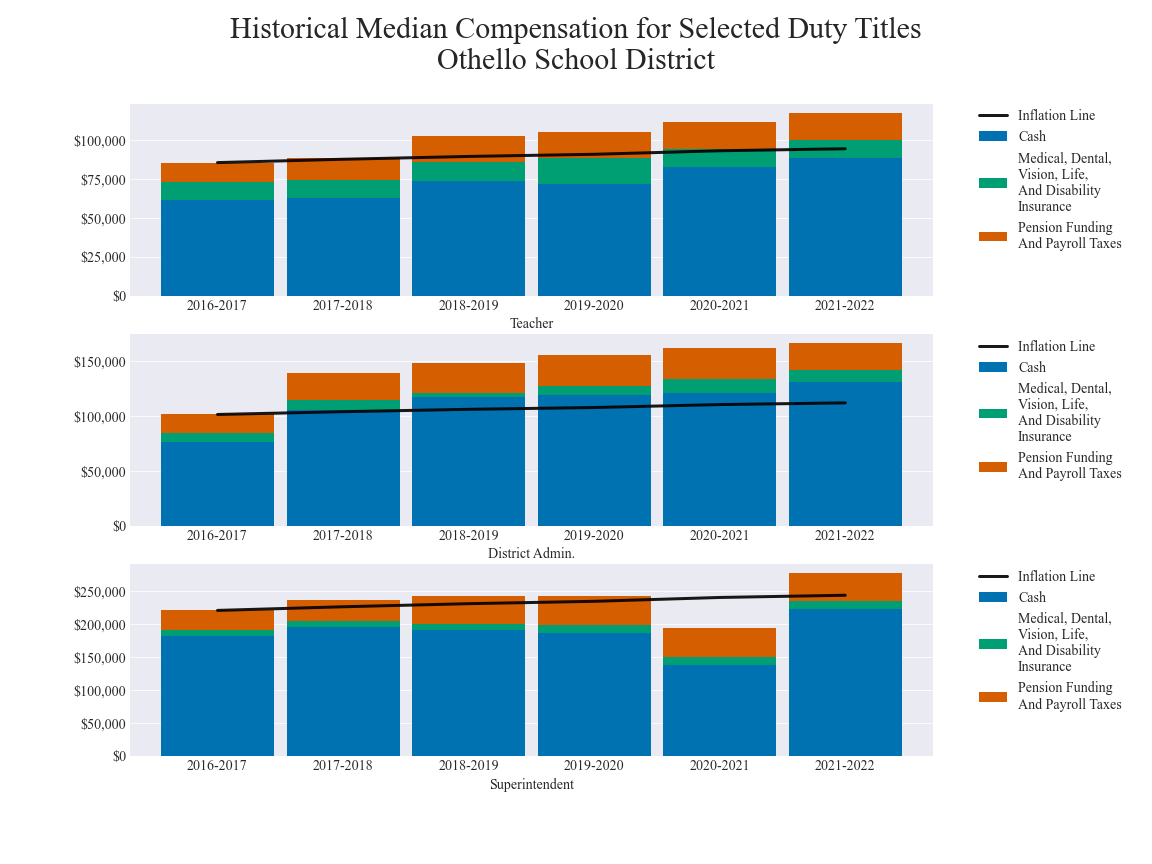 Historical Median Compensation for Selected Duty Titles
Othello School District
$100,000
$75,000
$50,000
$25,000
$0
2016-2017 2017-2018 2018-2019 2019-2020 2020-2021 2021-2022
Teacher
Inflation Line
Cash
Medical, Dental,
Vision, Life,
And Disability
Insurance
Pension Funding
And Payroll Taxes
$150,000
$100,000
$50,000
$0
2016-2017 2017-2018 2018-2019 2019-2020 2020-2021 2021-2022
District Admin.
Inflation Line
Cash
Medical, Dental,
Vision, Life,
And Disability
Insurance
Pension Funding
And Payroll Taxes
$250,000
$200,000
$150,000
$100,000
$50,000
$0
2016-2017 2017-2018 2018-2019 2019-2020 2020-2021 2021-2022
Superintendent
Inflation Line
Cash
Medical, Dental,
Vision, Life,
And Disability
Insurance
Pension Funding
And Payroll Taxes